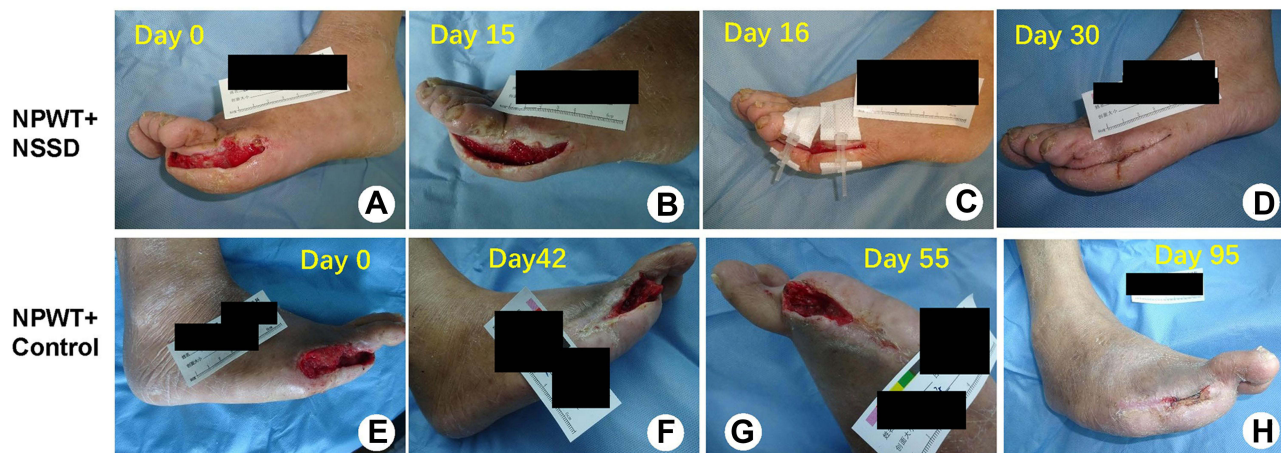 NPWT+
NSSD
Day 0
A
Day 15
B
Day 16
C
Day 30
D
NPWT+
Control
Day 0
E
Day42
F
Day 55
G
Day 95
H